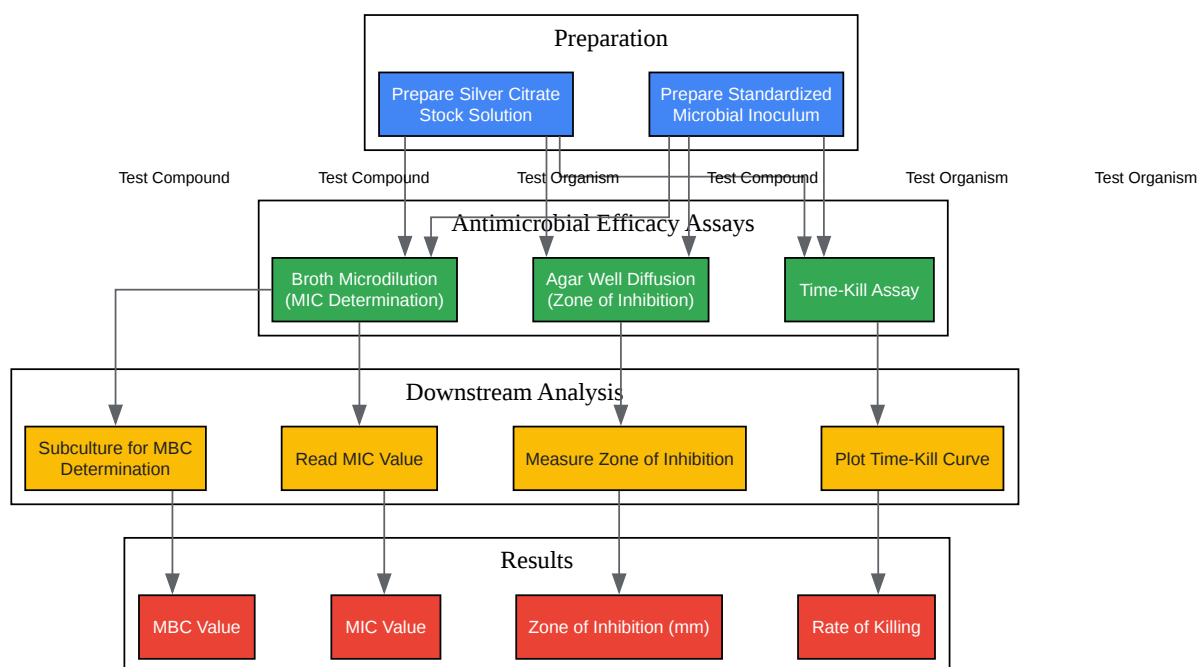 Preparation
Prepare Silver Citrate
Stock Solution
Prepare Standardized
Microbial Inoculum
Test Compound
Test Compound
Test Organism
Test Compound
Test Organism
Test Organism
Antimicrobial Efficacy Assays
Broth Microdilution
(MIC Determination)
Agar Well Diffusion
(Zone of Inhibition)
Time-Kill Assay
Downstream Analysis
Subculture for MBC
Determination
Read MIC Value
Measure Zone of Inhibition
Plot Time-Kill Curve
Results
MBC Value
MIC Value
Zone of Inhibition (mm)
Rate of Killing